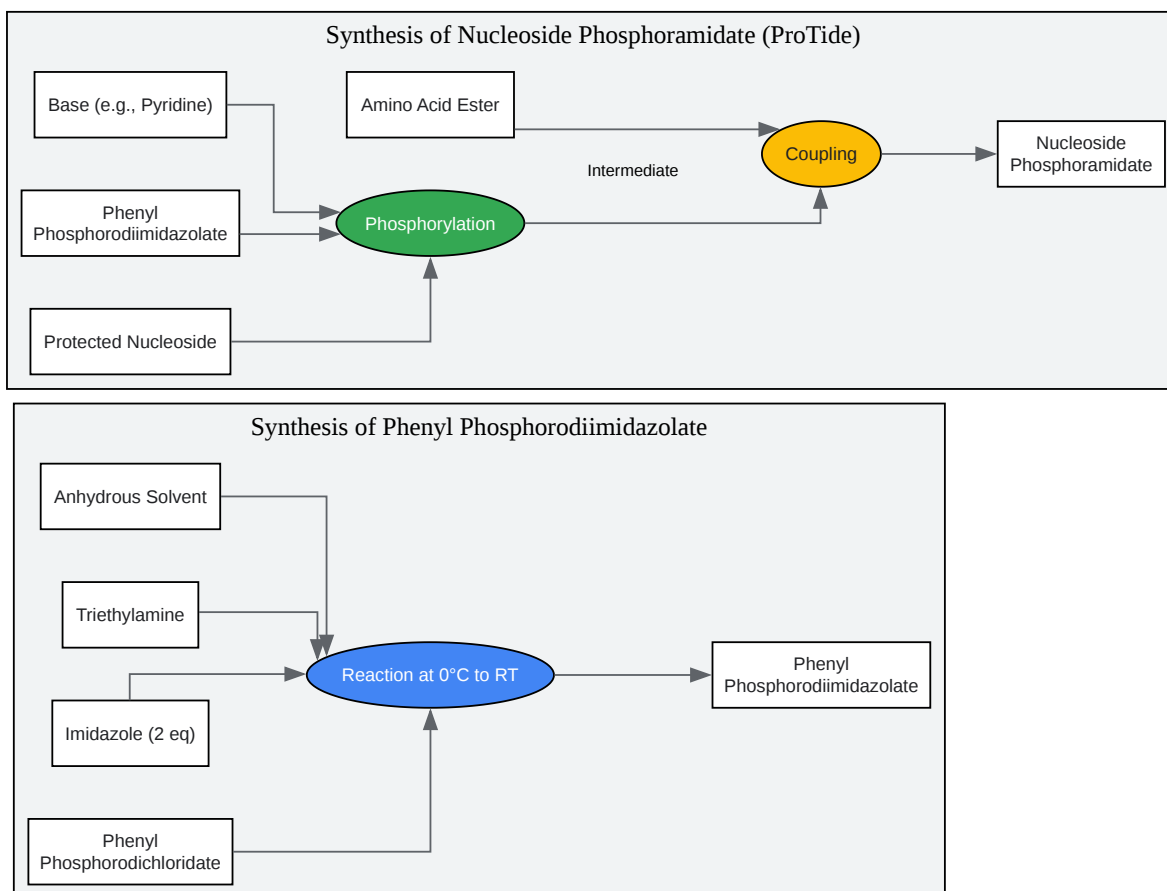 Synthesis of Nucleoside Phosphoramidate (ProTide)
Base (e.g., Pyridine)
Amino Acid Ester
Coupling
Nucleoside
Phosphoramidate
Intermediate
Phenyl
Phosphorodiimidazolate
Phosphorylation
Protected Nucleoside
Synthesis of Phenyl Phosphorodiimidazolate
Anhydrous Solvent
Triethylamine
Reaction at 0°C to RT
Phenyl
Phosphorodiimidazolate
Imidazole (2 eq)
Phenyl
Phosphorodichloridate